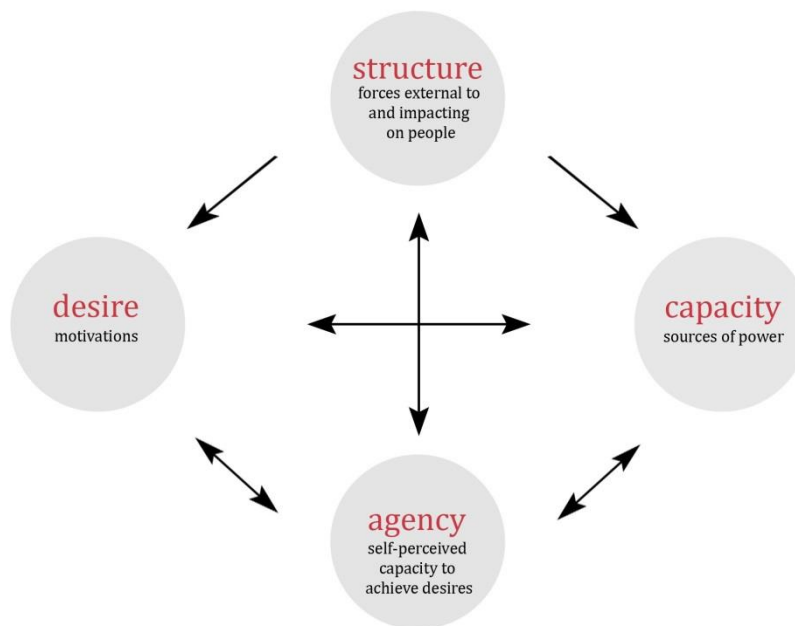 structure
forces external to
and impacting
on people
desire
motivations
capacity
sources of power
agency
self-perceived
capacity to
achieve desires